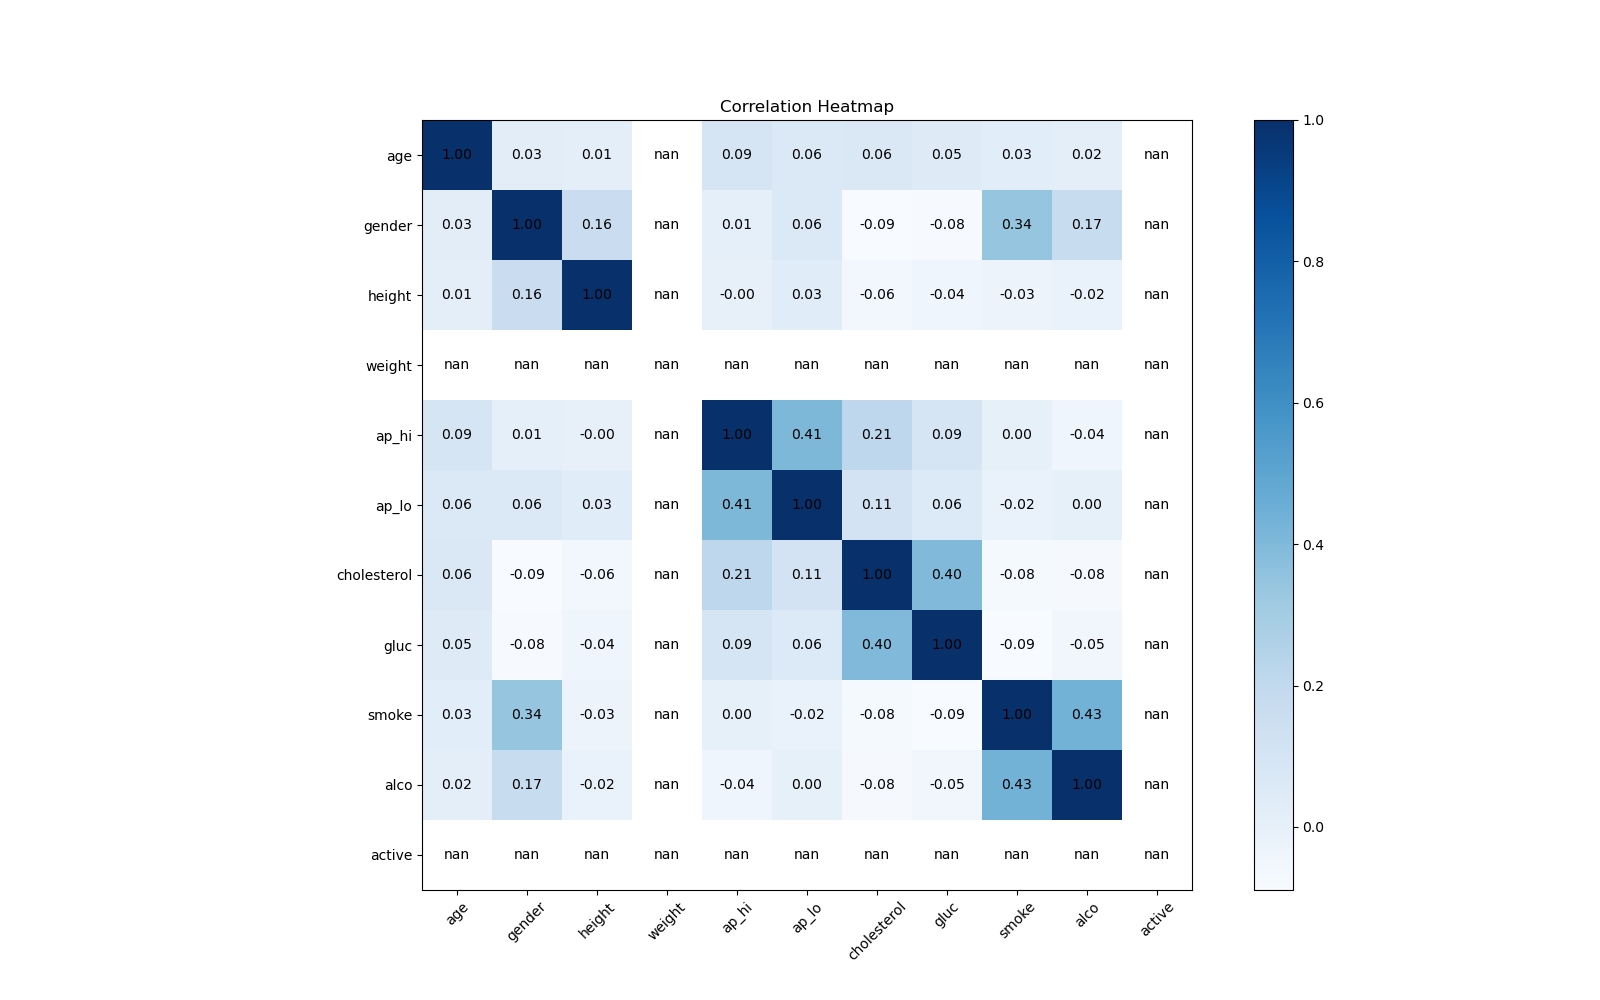 Correlation Heatmap
age 1.00 0.03 0.01 nan 0.09 0.06 0.06 0.05 0.03 0.02 nan
gender 0.03 1.00 0.16 nan 0.01 0.06 -0.09 -0.08 0.34 0.17 nan
height 0.01 0.16 1.00 nan -0.00 0.03 -0.06 -0.04 -0.03 -0.02 nan
weight nan nan nan nan nan nan nan nan nan nan nan
ap_hi 0.09 0.01 -0.00 nan 1.00 0.41 0.21 0.09 0.00 -0.04 nan
ap_lo 0.06 0.06 0.03 nan 0.41 1.00 0.11 0.06 -0.02 0.00 nan
cholesterol 0.06 -0.09 -0.06 nan 0.21 0.11 1.00 0.40 -0.08 -0.08 nan
gluc 0.05 -0.08 -0.04 nan 0.09 0.06 0.40 1.00 -0.09 -0.05 nan
smoke 0.03 0.34 -0.03 nan 0.00 -0.02 -0.08 -0.09 1.00 0.43 nan
alco 0.02 0.17 -0.02 nan -0.04 0.00 -0.08 -0.05 0.43 1.00 nan
active nan nan nan nan nan nan nan nan nan nan nan
age gender height weight ap_hi ap_lo cholesterol gluc smoke alco active
1.0
0.8
0.6
0.4
0.2
0.0